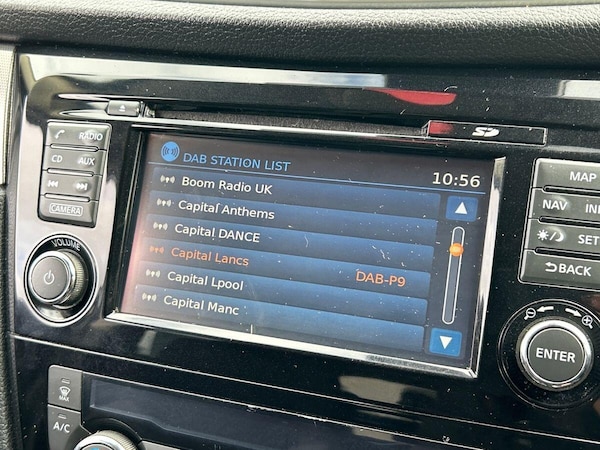 SD
RADIO
CD AUX
CAMERA
VOLUME
DAB STATION LIST
10:56
Boom Radio UK
Capital Anthems
Capital DANCE
Capital Lancs DAB-P9
Capital Lpool
Capital Manc
MAP
NAV
SET
BACK
ENTER
MAX
A/C